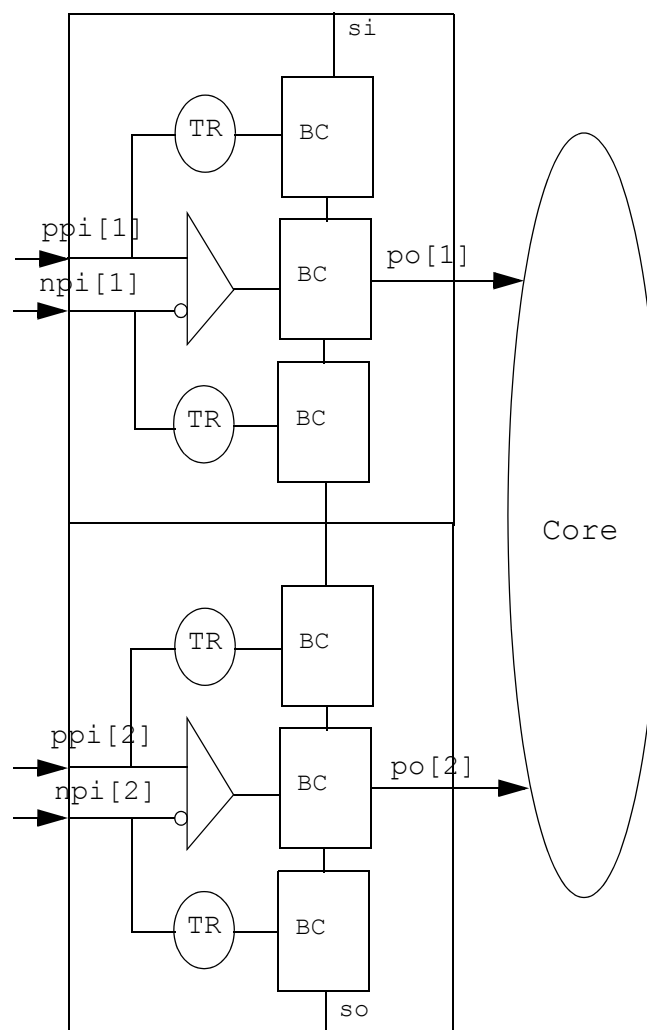 si
TR
BC
ppi[1]
po[1]
BC
npi[1]
TR
BC
Core
TR
BC
ppi[2]
po[2]
BC
npi[2]
TR
BC
so